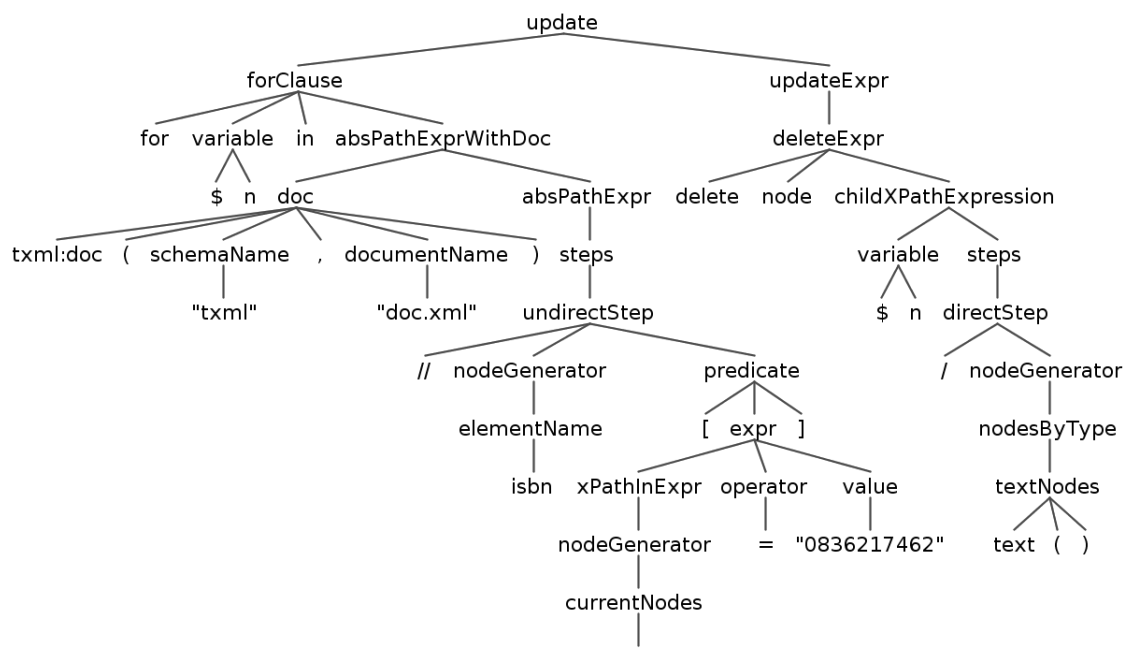 update
forClause updateExpr
for variable in absPathExprWithDoc deleteExpr
$ n doc absPathExpr delete node childXPathExpression
txml:doc ( schemaName , documentName ) steps variable steps
"txml" "doc.xml" undirectStep $ n directStep
// nodeGenerator predicate / nodeGenerator
elementName [ expr ] nodesByType
isbn xPathInExpr operator value textNodes
nodeGenerator = "0836217462" text ( )
currentNodes